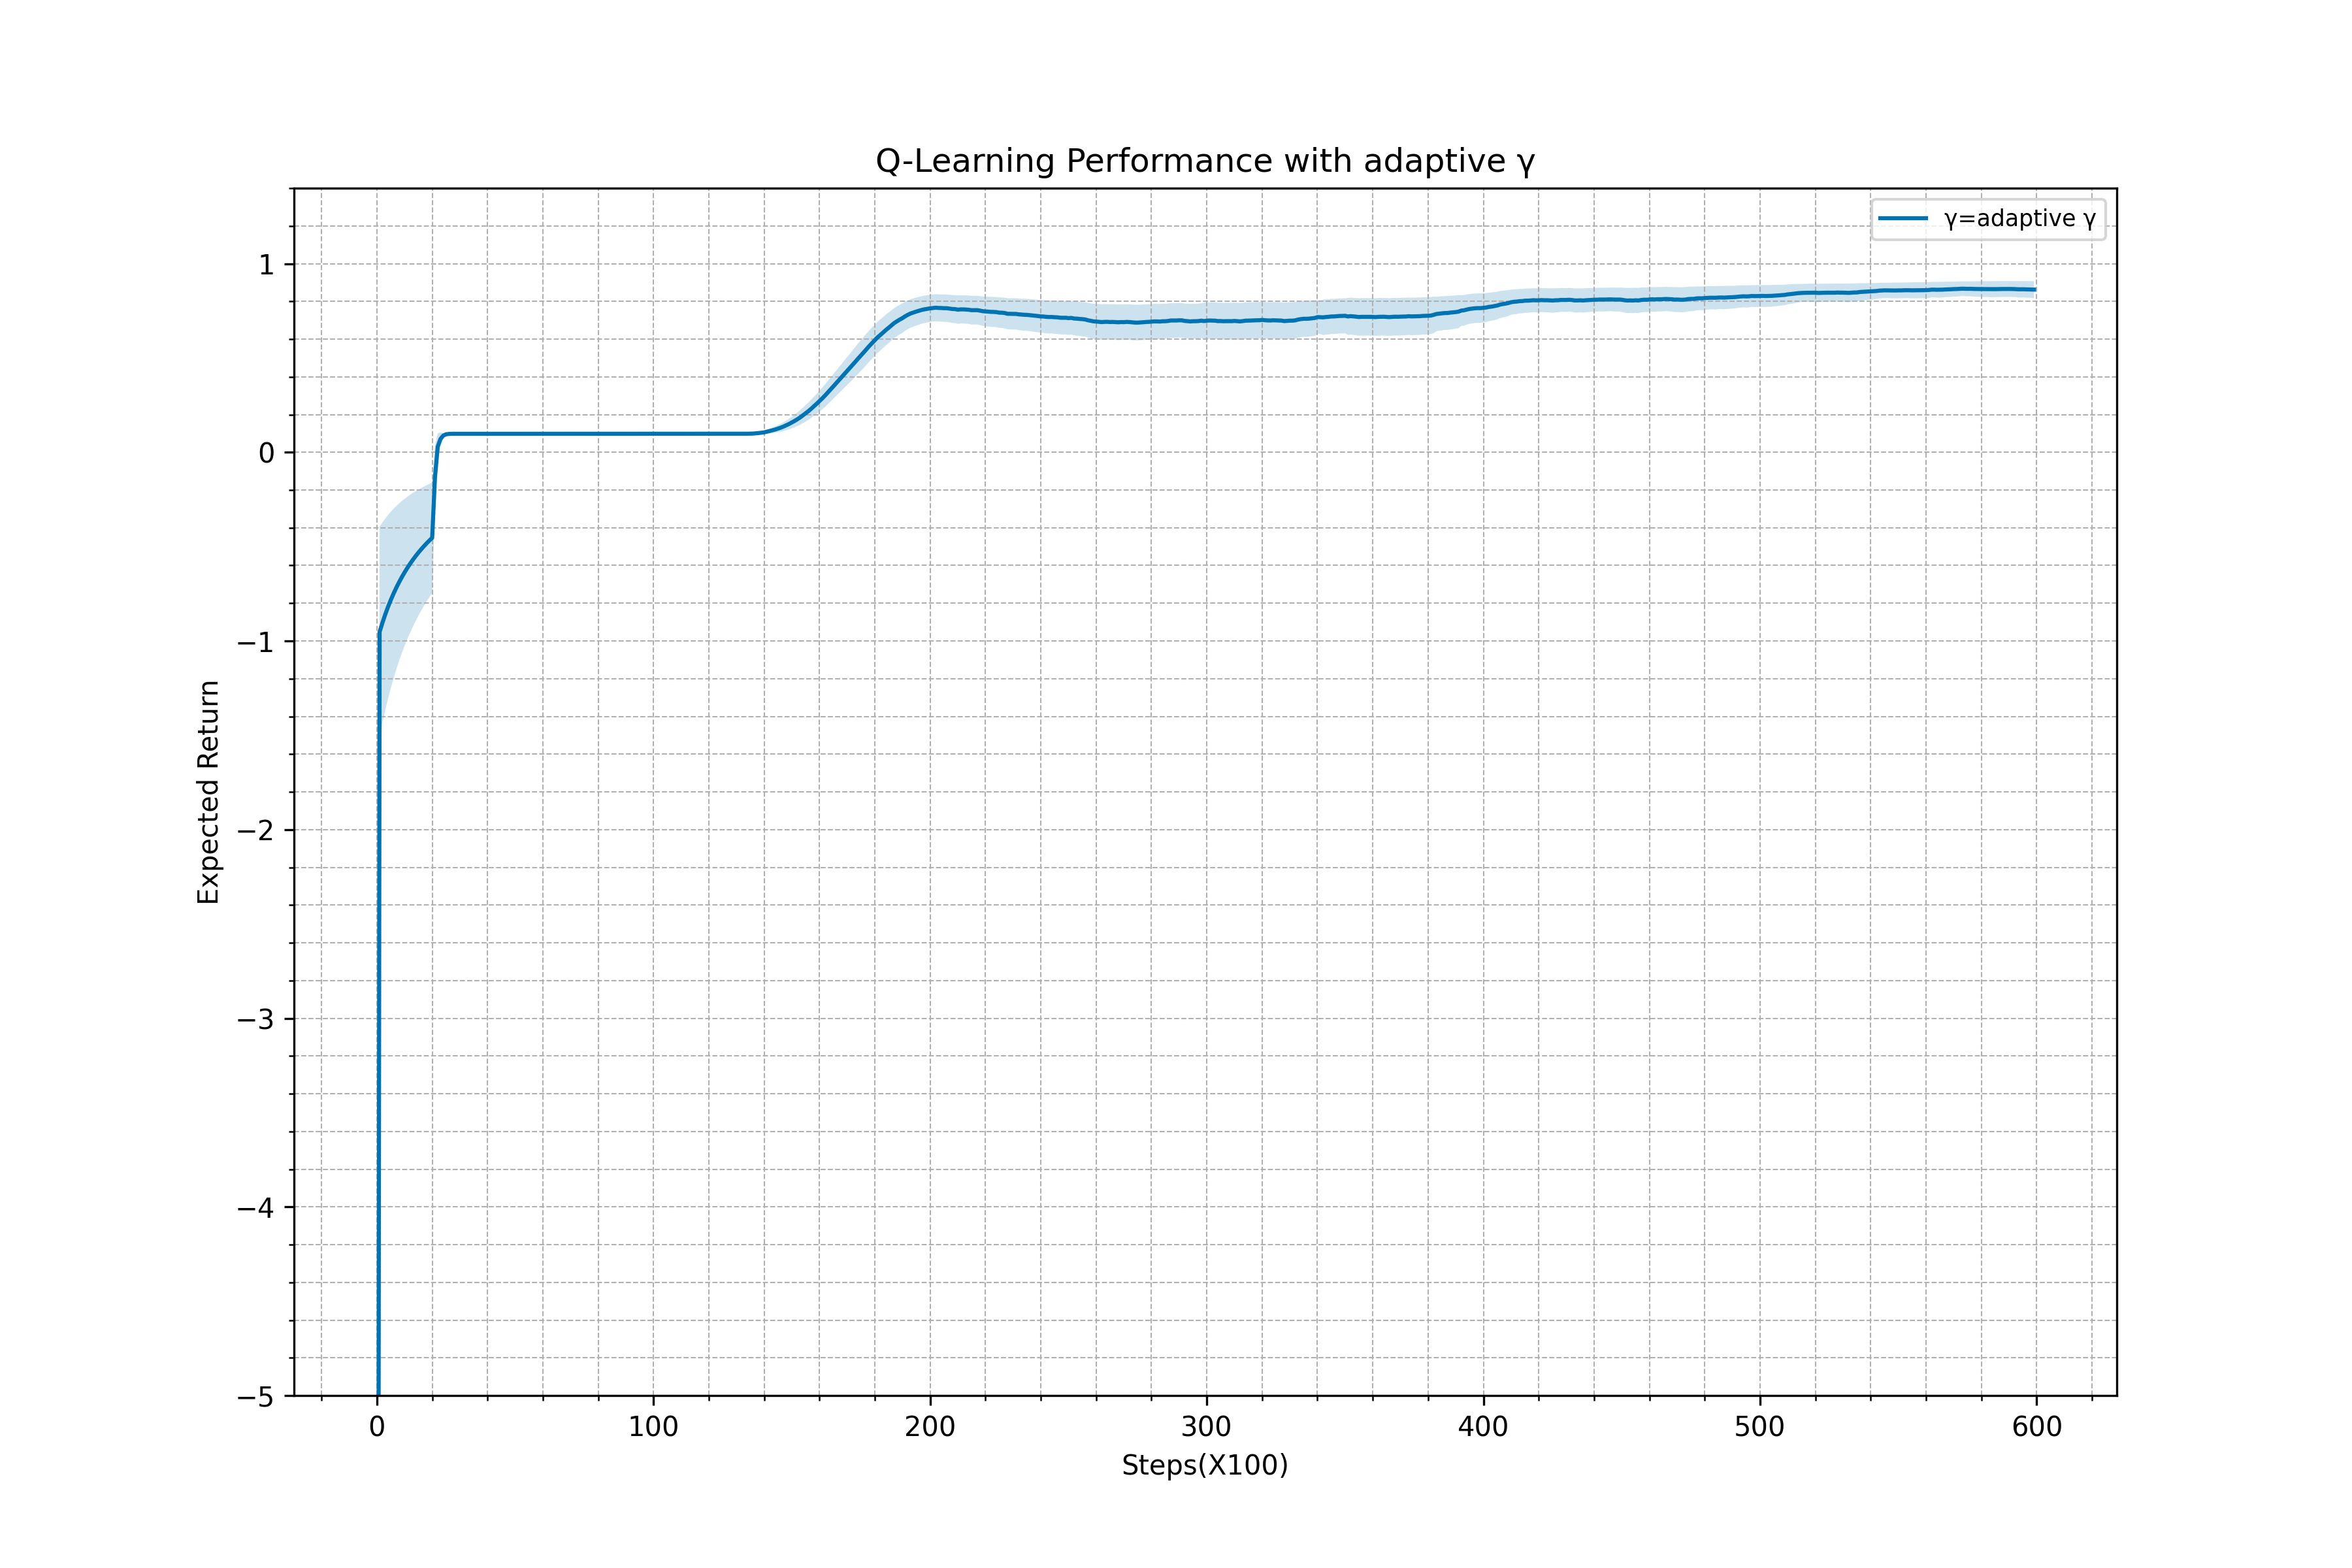 Q-Learning Performance with adaptive γ
γ=adaptive γ
1
0
−1
−2
−3
−4
−5
Expected Return
0 100 200 300 400 500 600
Steps(X100)